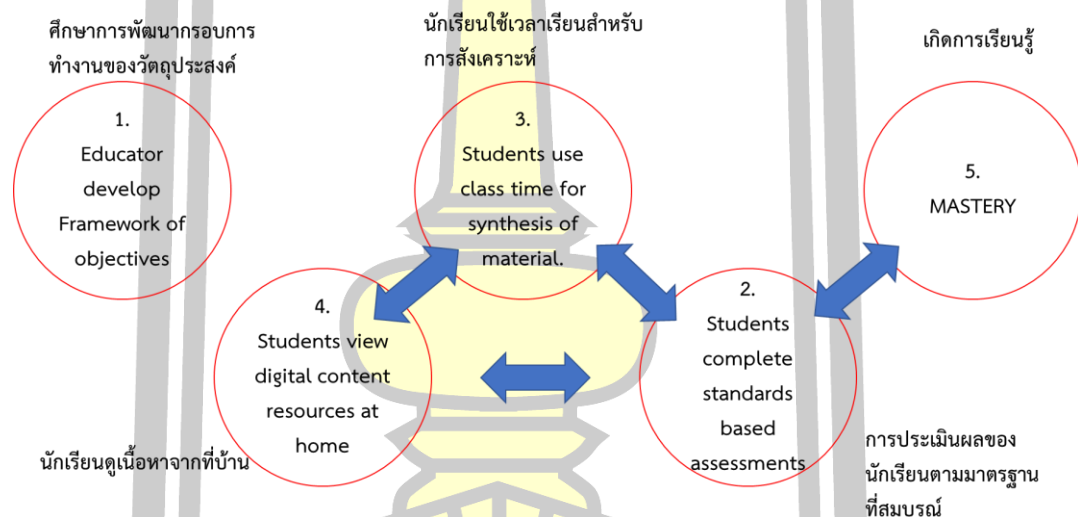 ศึกษาการพัฒนากรอบการ
ทำงานของวัตถุประสงค์
1.
Educator
develop
Framework of
objectives
นักเรียนใช้เวลาเรียนสำหรับ
การสังเคราะห์
3.
Students use
class time for
synthesis of
material.
เกิดการเรียนรู้
5.
MASTERY
4.
Students view
digital content
resources at
home
นักเรียนดูเนื้อหาจากที่บ้าน
2.
Students
complete
standards
based
assessments
การประเมินผลของ
นักเรียนตามมาตรฐาน
ที่สมบูรณ์